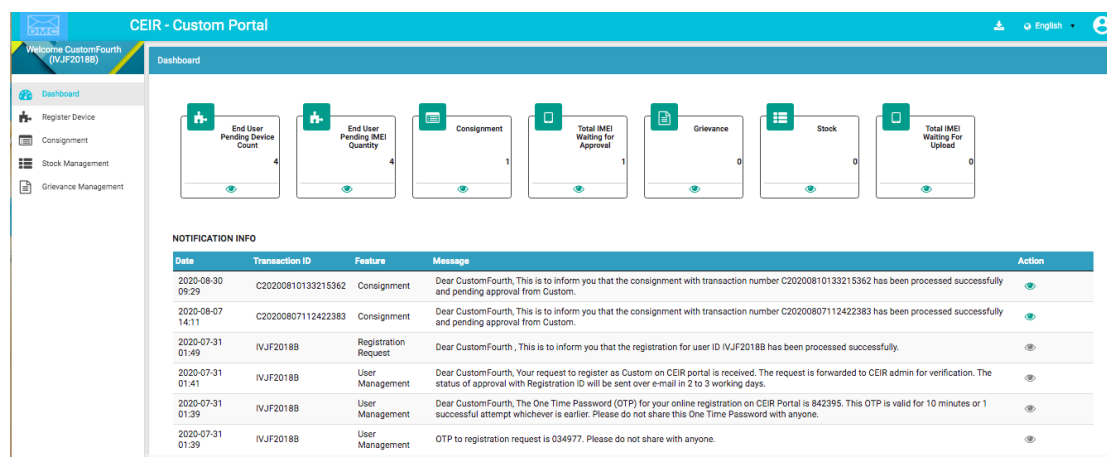 DMC
CEIR - Custom Portal
English
Welcome CustomFourth
(IVJF2018B)
Dashboard
Dashboard
Register Device
Consignment
Stock Management
Grievance Management
End User
Pending Device
Count
4
End User
Pending IMEI
Quantity
4
Consignment
1
Total IMEI
Waiting for
Approval
1
Grievance
0
Stock
0
Total IMEI
Waiting For
Upload
0
NOTIFICATION INFO
Date Transaction ID Feature Message Action
2020-08-30
09:29
C20200810133215362
Consignment
Dear CustomFourth, This is to inform you that the consignment with transaction number C20200810133215362 has been processed successfully
and pending approval from Custom.
2020-08-07
14:11
C20200807112422383
Consignment
Dear CustomFourth, This is to inform you that the consignment with transaction number C20200807112422383 has been processed successfully
and pending approval from Custom.
2020-07-31
01:49
IVJF2018B
Registration
Request
Dear CustomFourth , This is to inform you that the registration for user ID IVJF2018B has been processed successfully.
2020-07-31
01:41
IVJF2018B
User
Management
Dear CustomFourth, Your request to register as Custom on CEIR portal is received. The request is forwarded to CEIR admin for verification. The
status of approval with Registration ID will be sent over e-mail in 2 to 3 working days.
2020-07-31
01:39
IVJF2018B
User
Management
Dear CustomFourth, The One Time Password (OTP) for your online registration on CEIR Portal is 842395. This OTP is valid for 10 minutes or 1
successful attempt whichever is earlier. Please do not share this One Time Password with anyone.
2020-07-31
01:39
IVJF2018B
User
Management
OTP to registration request is 034977. Please do not share with anyone.